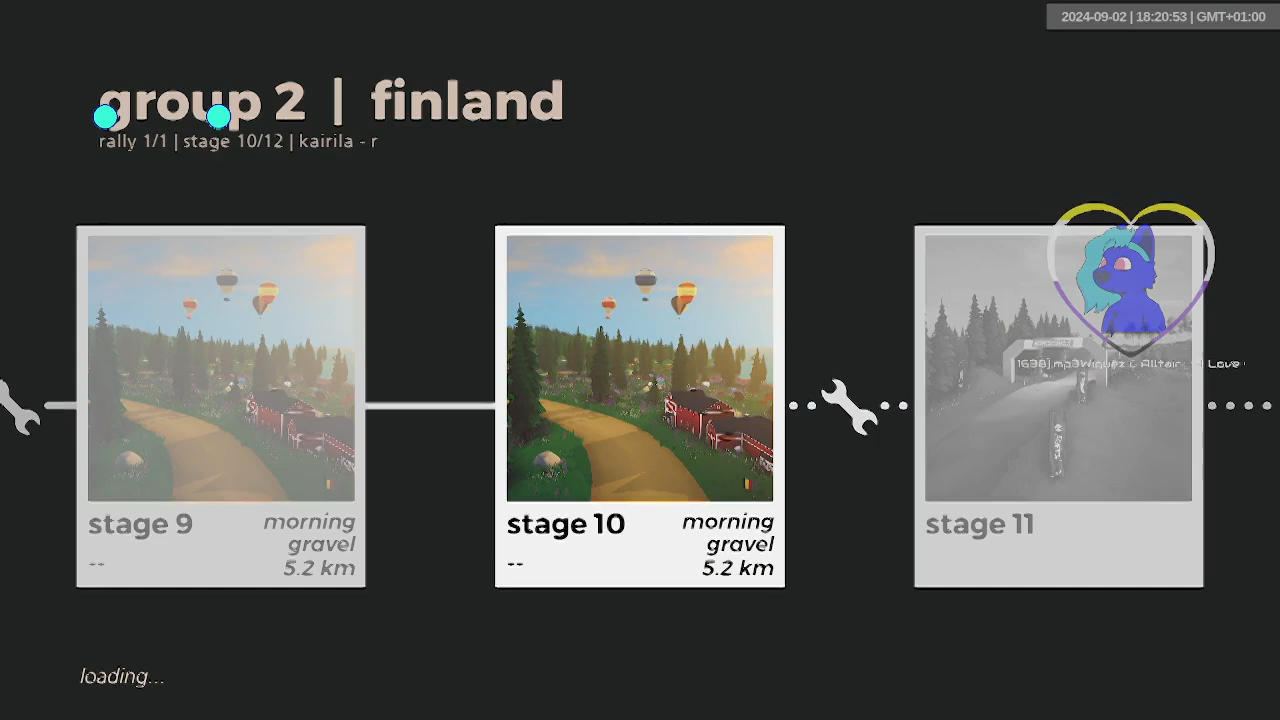 2024-09-02 | 18:20:53 | GMT+01:00
group 2 | finland
rally 1/1 | stage 10/12 | kairila - r
stage 9
morning
gravel
--
5.2 km
stage 10
morning
gravel
--
5.2 km
stage 11
Love
loading...